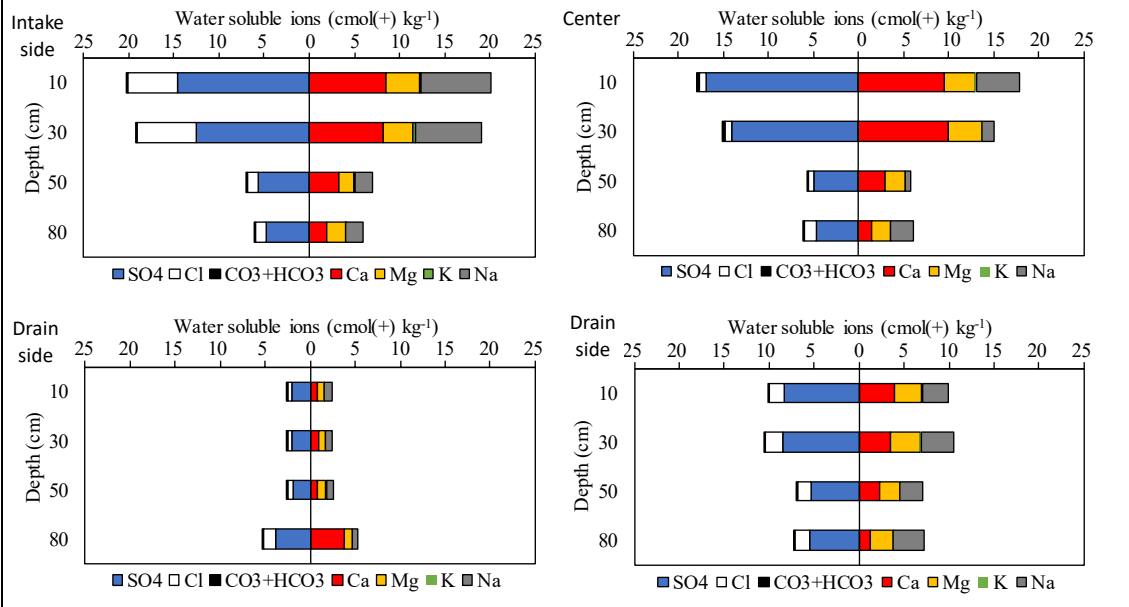 Intake side
Water soluble ions (cmol(+) kg-1)
25 20 15 10 5 0 5 10 15 20 25
Depth (cm)
10
30
50
80
SO4 Cl CO3+HCO3 Ca Mg K Na
Center
Water soluble ions (cmol(+) kg-1)
25 20 15 10 5 0 5 10 15 20 25
Depth (cm)
10
30
50
80
SO4 Cl CO3+HCO3 Ca Mg K Na
Drain side
Water soluble ions (cmol(+) kg-1)
25 20 15 10 5 0 5 10 15 20 25
Depth (cm)
10
30
50
80
SO4 Cl CO3+HCO3 Ca Mg K Na
Drain side
Water soluble ions (cmol(+) kg-1)
25 20 15 10 5 0 5 10 15 20 25
Depth (cm)
10
30
50
80
SO4 Cl CO3+HCO3 Ca Mg K Na